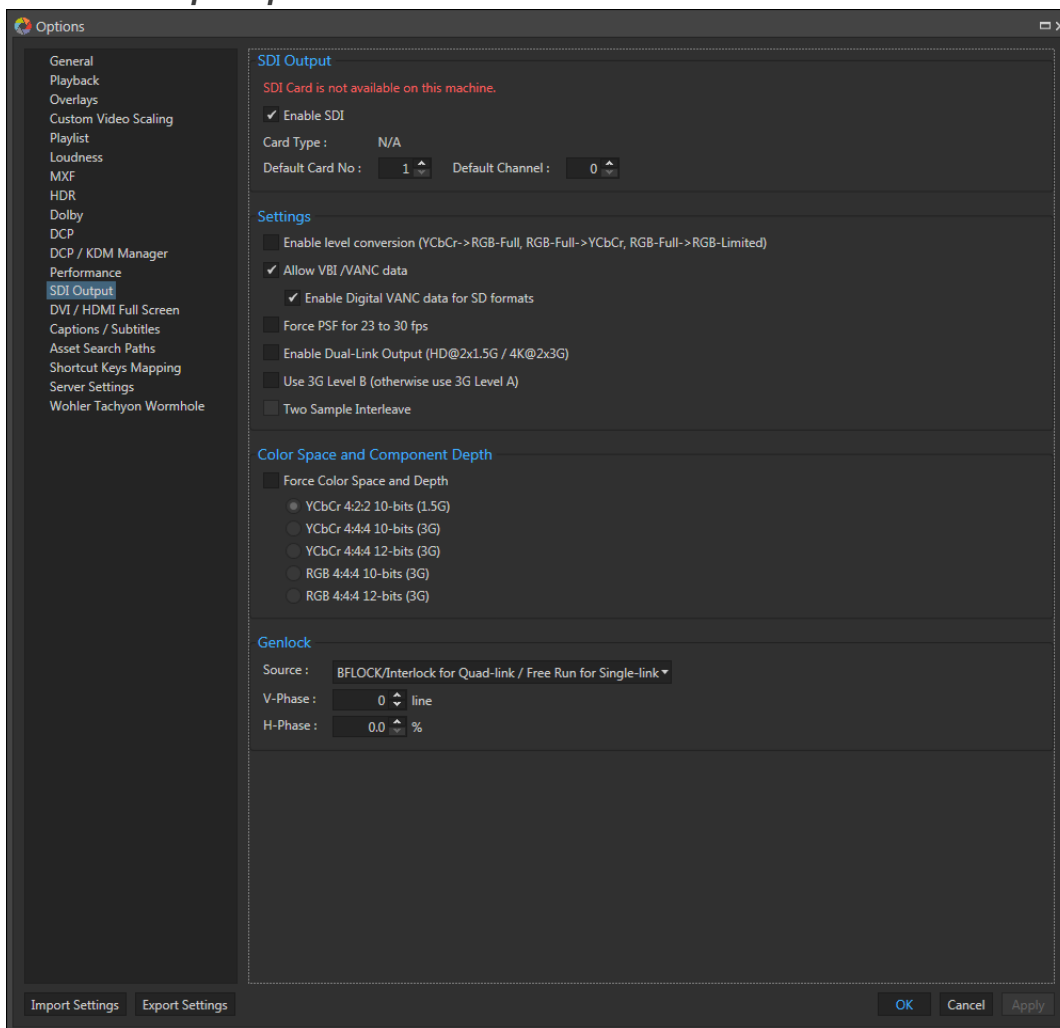 Options
General
Playback
Overlays
Custom Video Scaling
Playlist
Loudness
MXF
HDR
Dolby
DCP
DCP / KDM Manager
Performance
SDI Output
DVI / HDMI Full Screen
Captions / Subtitles
Asset Search Paths
Shortcut Keys Mapping
Server Settings
Wohler Tachyon Wormhole
SDI Output
SDI Card is not available on this machine.
Enable SDI
Card Type : N/A
Default Card No : 1 Default Channel : 0
Settings
Enable level conversion (YCbCr->RGB-Full, RGB-Full->YCbCr, RGB-Full->RGB-Limited)
Allow VBI /VANC data
Enable Digital VANC data for SD formats
Force PSF for 23 to 30 fps
Enable Dual-Link Output (HD@2x1.5G / 4K@2x3G)
Use 3G Level B (otherwise use 3G Level A)
Two Sample Interleave
Color Space and Component Depth
Force Color Space and Depth
YCbCr 4:2:2 10-bits (1.5G)
YCbCr 4:4:4 10-bits (3G)
YCbCr 4:4:4 12-bits (3G)
RGB 4:4:4 10-bits (3G)
RGB 4:4:4 12-bits (3G)
Genlock
Source : BFLOCK/Interlock for Quad-link / Free Run for Single-link
V-Phase : 0 line
H-Phase : 0.0 %
Import Settings Export Settings OK Cancel Apply